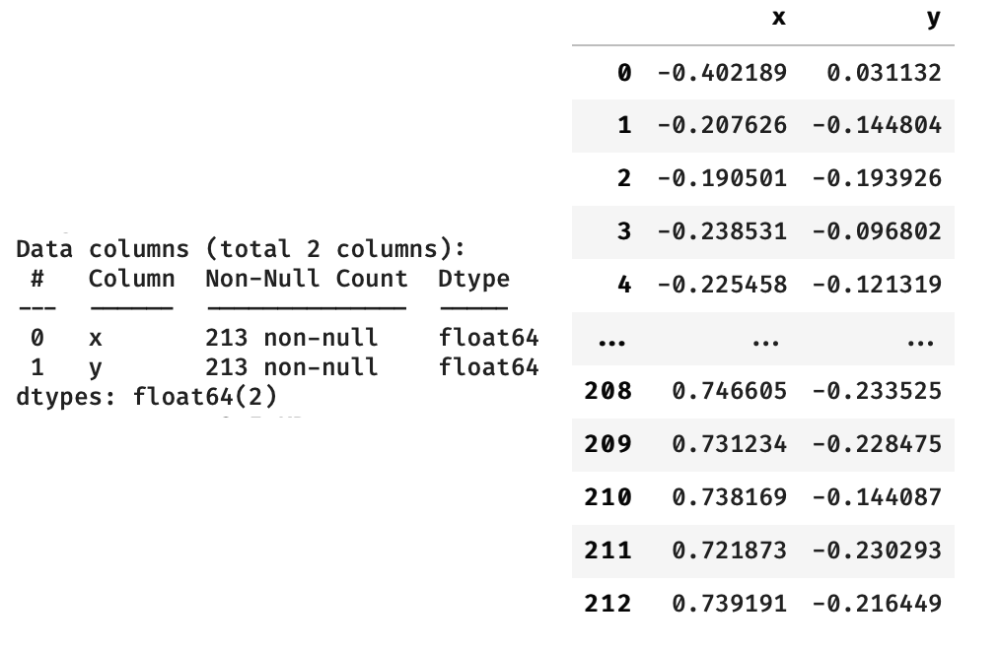 Data columns (total 2 columns):
# Column Non-Null Count Dtype
--- ------ -------------- -----
0 x 213 non-null float64
1 y 213 non-null float64
dtypes: float64(2)
x y
0 -0.402189 0.031132
1 -0.207626 -0.144804
2 -0.190501 -0.193926
3 -0.238531 -0.096802
4 -0.225458 -0.121319
... ... ...
208 0.746605 -0.233525
209 0.731234 -0.228475
210 0.738169 -0.144087
211 0.721873 -0.230293
212 0.739191 -0.216449